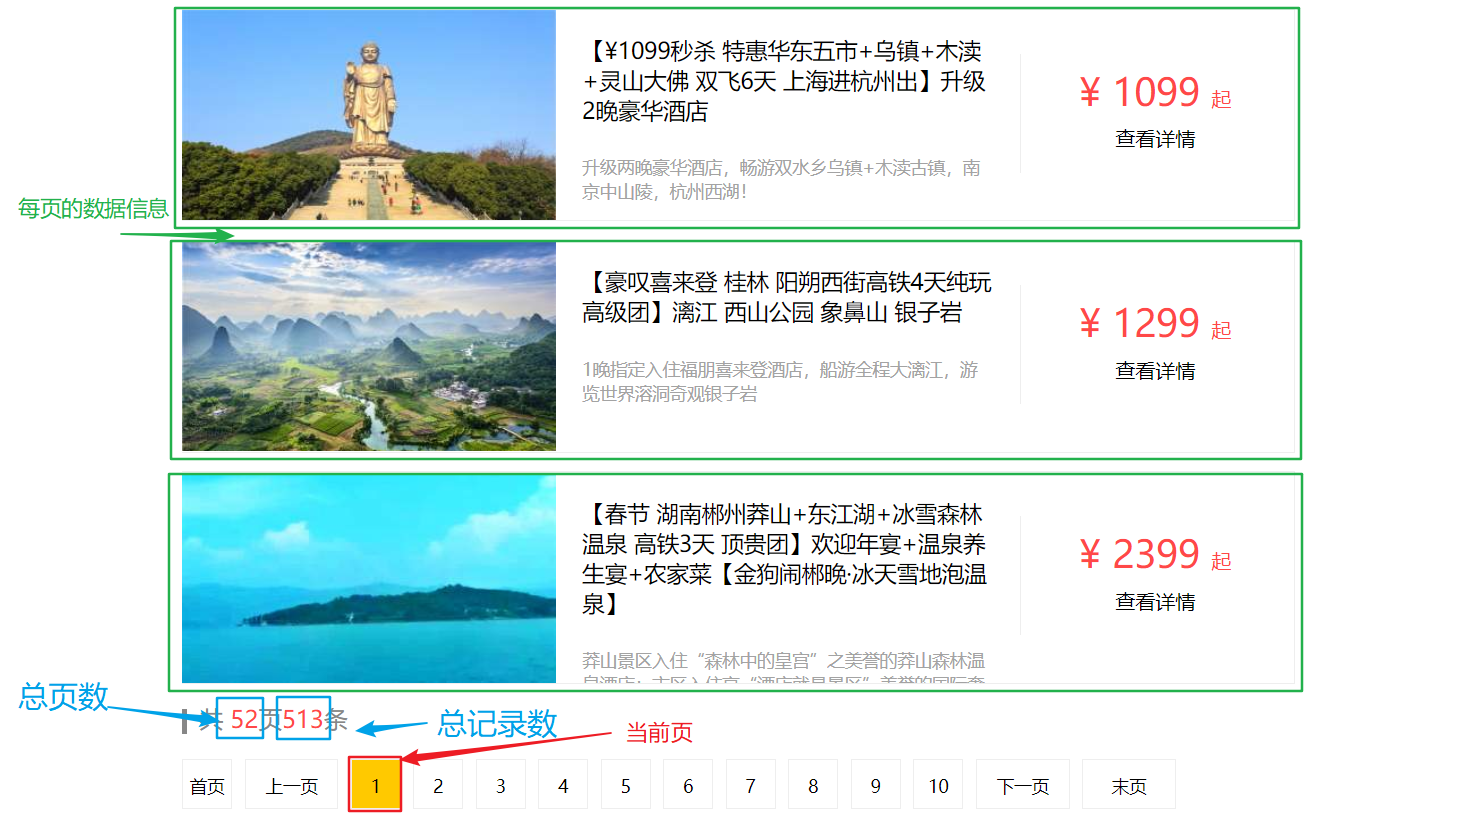 【¥1099秒杀 特惠华东五市+乌镇+木渎
+灵山大佛 双飞6天 上海进杭州出】升级
2晚豪华酒店
¥ 1099 起
查看详情
升级两晚豪华酒店，畅游双水乡乌镇+木渎古镇，南
京中山陵，杭州西湖！
每页的数据信息
【豪叹喜来登 桂林 阳朔西街高铁4天纯玩
高级团】漓江 西山公园 象鼻山 银子岩
¥ 1299 起
查看详情
1晚指定入住福朋喜来登酒店，船游全程大漓江，游
览世界溶洞奇观银子岩
【春节 湖南郴州莽山+东江湖+冰雪森林
温泉 高铁3天 顶贵团】欢迎年宴+温泉养
生宴+农家菜【金狗闹郴晚·冰天雪地泡温
泉】
¥ 2399 起
查看详情
莽山景区入住“森林中的皇宫”之美誉的莽山森林温
总页数
共 52页513条
总记录数
当前页
首页 上一页 1 2 3 4 5 6 7 8 9 10 下一页 末页